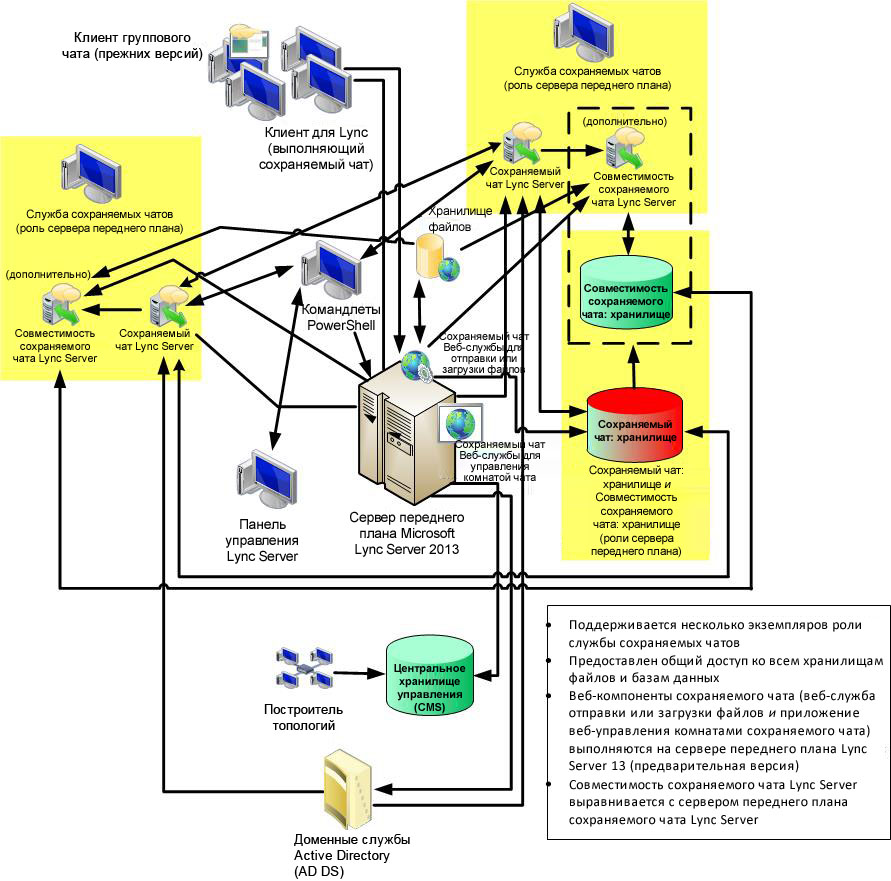 Клиент группового
чата (прежних версий)
Клиент для Lync
(выполняющий
сохраняемый чат)
Служба сохраняемых чатов
(роль сервера переднего плана)
(дополнительно)
Сохраняемый
чат Lync Server
Совместимость
сохраняемого
чата Lync Server
Служба сохраняемых чатов
(роль сервера переднего плана)
(дополнительно)
Совместимость
сохраняемого
чата Lync Server
Сохраняемый
чат Lync Server
Хранилище
файлов
Командлеты
PowerShell
Совместимость
сохраняемого
чата: хранилище
Сохраняемый чат
Веб-службы для
отправки или
загрузки файлов
Сохраняемый
чат: хранилище
Сохраняемый чат
Веб-службы для
управления
комнатой чата
Сохраняемый чат:
хранилище и
Совместимость
сохраняемого
чата: хранилище
(роли сервера
переднего плана)
Панель
управления
Lync Server
Сервер переднего
плана Microsoft
Lync Server 2013
Построитель
топологий
Центральное
хранилище
управления
(CMS)
Доменные службы
Active Directory
(AD DS)
• Поддерживается несколько экземпляров роли
службы сохраняемых чатов
• Предоставлен общий доступ ко всем хранилищам
файлов и базам данных
• Веб-компоненты сохраняемого чата (веб-служба
отправки или загрузки файлов и приложение
веб-управления комнатами сохраняемого чата)
выполняются на сервере переднего плана Lync
Server 13 (предварительная версия)
• Совместимость сохраняемого чата Lync Server
выравнивается с сервером переднего плана
сохраняемого чата Lync Server